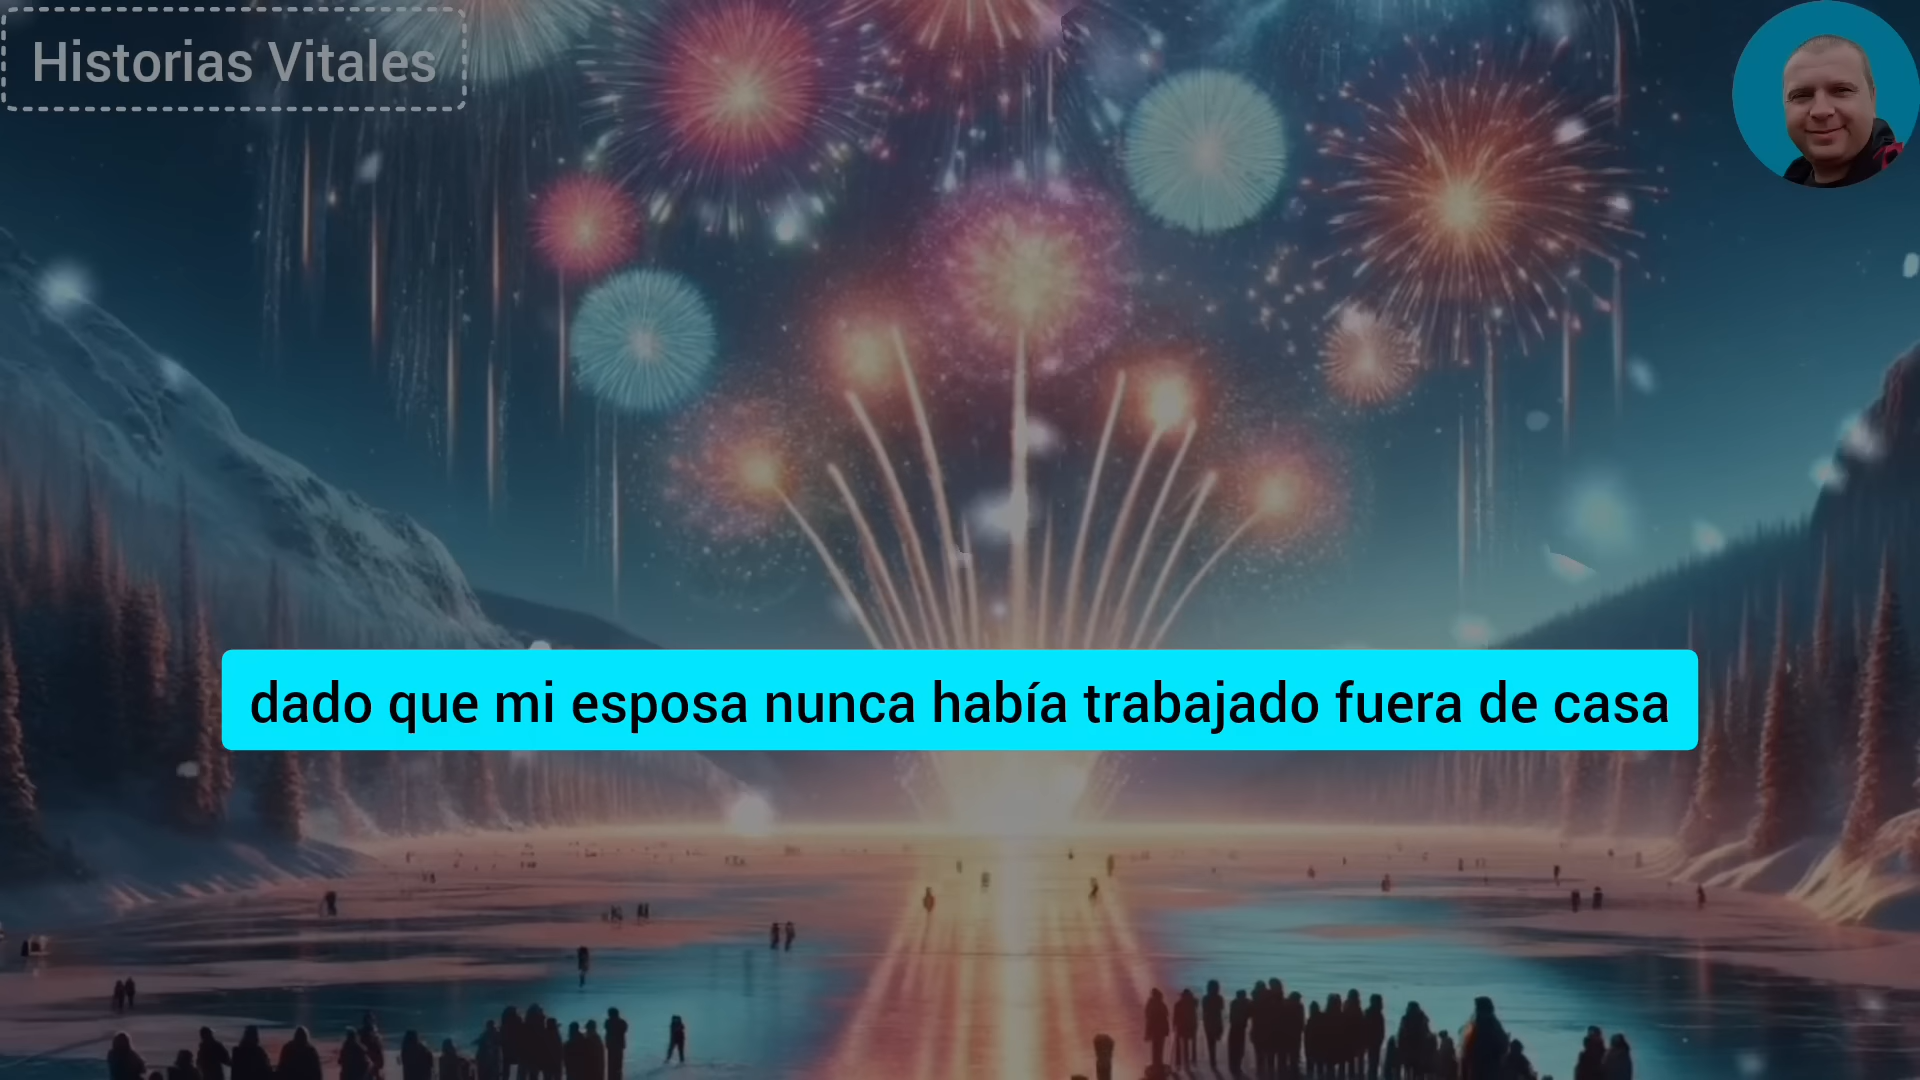 Historias Vitales
dado que mi esposa nunca había trabajado fuera de casa